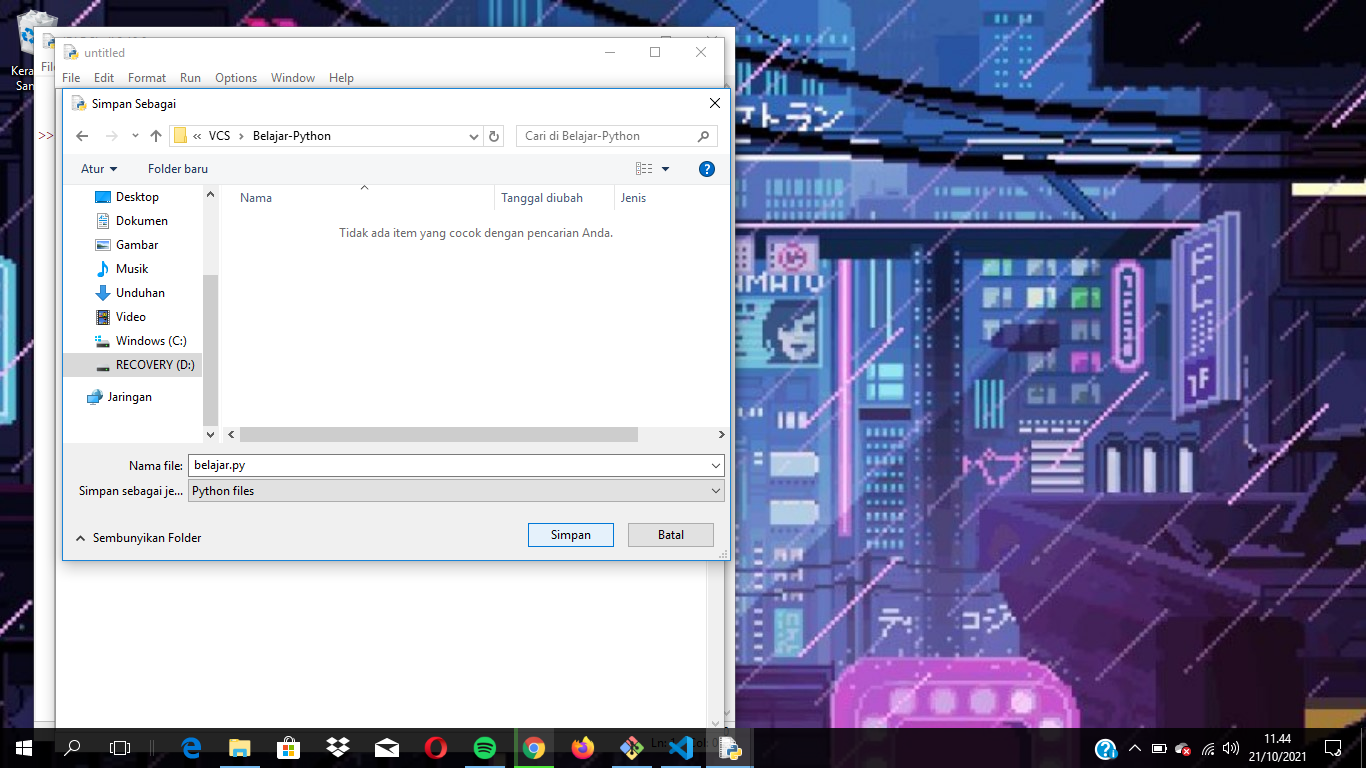 Kera
San
Fil
>>
untitled
File Edit Format Run Options Window Help
Simpan Sebagai
« VCS › Belajar-Python
Cari di Belajar-Python
Atur
Folder baru
Desktop
Dokumen
Gambar
Musik
Unduhan
Video
Windows (C:)
RECOVERY (D:)
Jaringan
Nama Tanggal diubah Jenis
Tidak ada item yang cocok dengan pencarian Anda.
Nama file: belajar.py
Simpan sebagai je... Python files
Sembunyikan Folder
Simpan
Batal
トラン
1F
11.44
21/10/2021